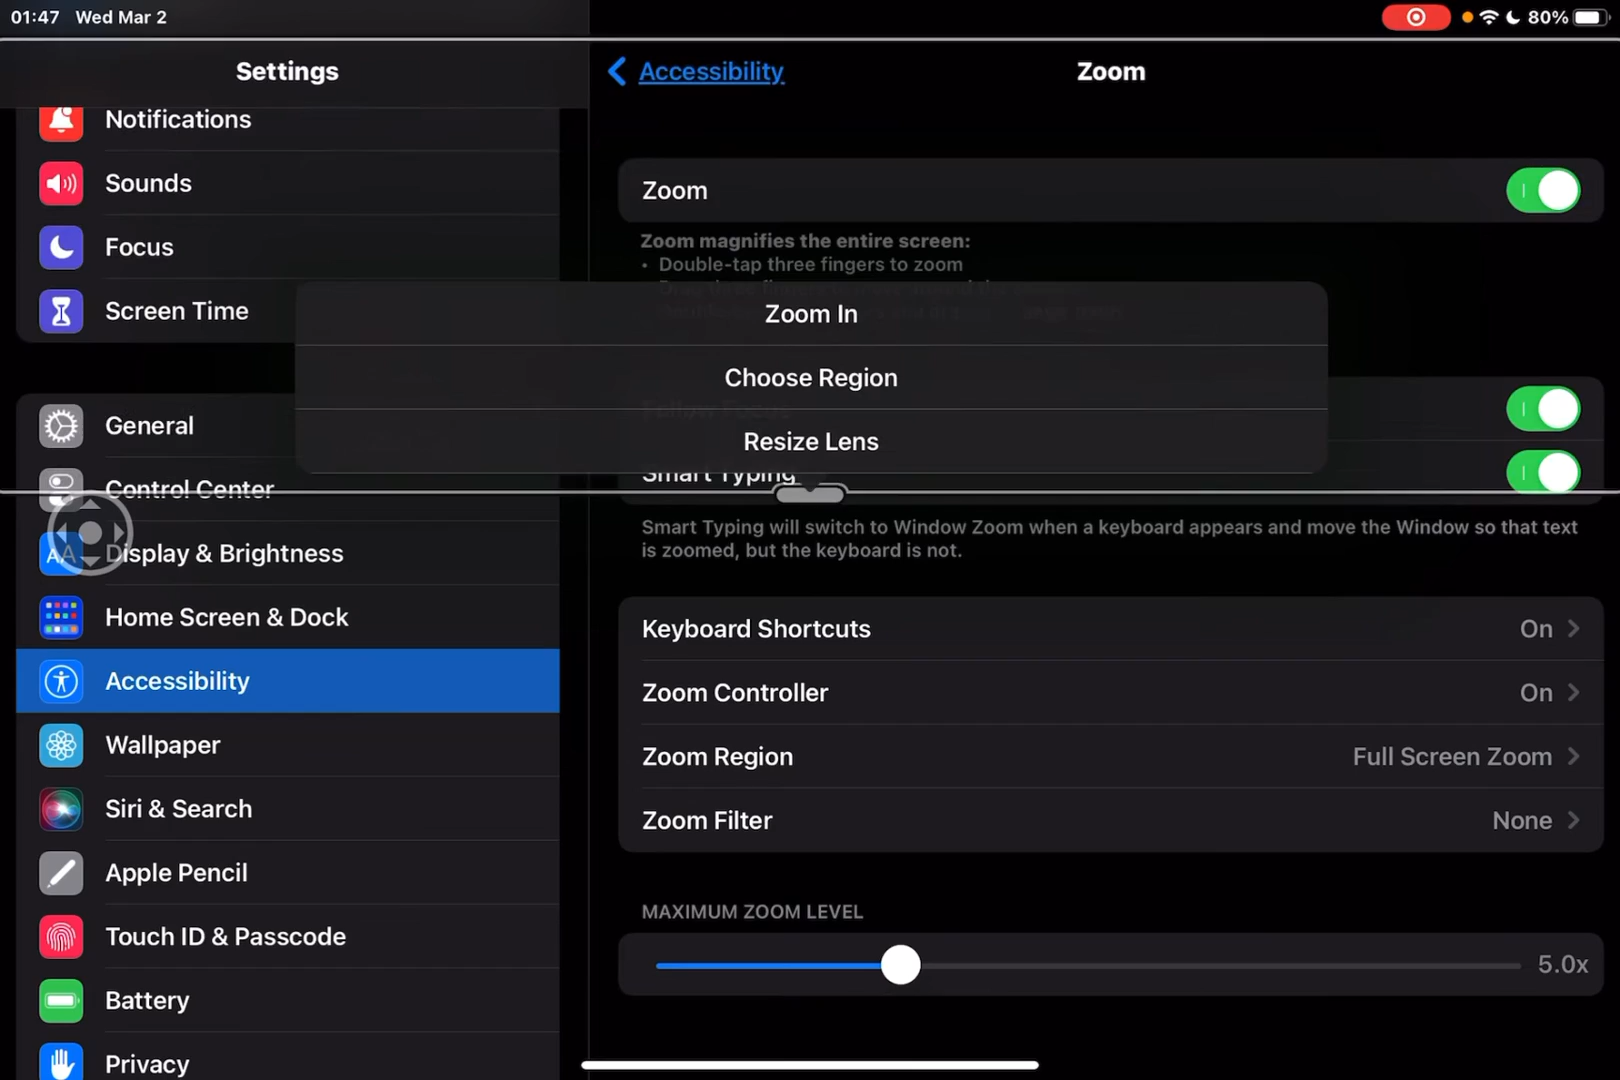 01:47 Wed Mar 2
80%
Settings
Notifications
Sounds
Focus
Screen Time
General
Control Center
Display & Brightness
Home Screen & Dock
Accessibility
Wallpaper
Siri & Search
Apple Pencil
Touch ID & Passcode
Battery
Privacy
Accessibility
Zoom
Zoom
Zoom magnifies the entire screen:
• Double-tap three fingers to zoom
Zoom In
Choose Region
Resize Lens
Follow Focus
Smart Typing
Smart Typing will switch to Window Zoom when a keyboard appears and move the Window so that text
is zoomed, but the keyboard is not.
Keyboard Shortcuts On
Zoom Controller On
Zoom Region Full Screen Zoom
Zoom Filter None
MAXIMUM ZOOM LEVEL
5.0x